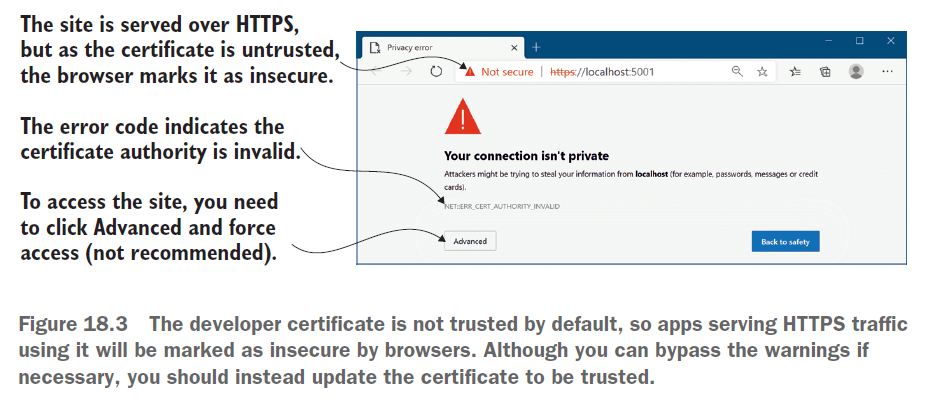 The site is served over HTTPS,
but as the certificate is untrusted,
the browser marks it as insecure.
The error code indicates the
certificate authority is invalid.
To access the site, you need
to click Advanced and force
access (not recommended).
Privacy error
Not secure | https://localhost:5001
Your connection isn't private
Attackers might be trying to steal your information from localhost (for example, passwords, messages or credit
cards).
NET::ERR_CERT_AUTHORITY_INVALID
Advanced
Back to safety
Figure 18.3 The developer certificate is not trusted by default, so apps serving HTTPS traffic
using it will be marked as insecure by browsers. Although you can bypass the warnings if
necessary, you should instead update the certificate to be trusted.